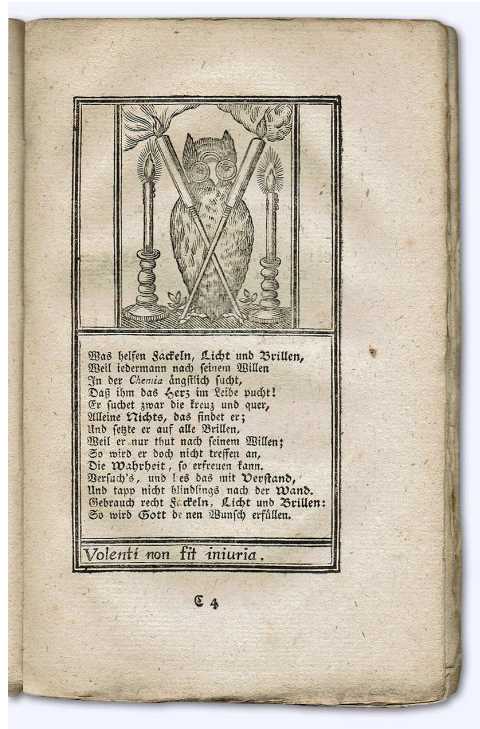 Was helfen Fackeln, Licht und Brillen,
Weil iedermann nach seinem Willen
In der Chemia ängstlich sucht,
Daß ihm das Herz im Leibe pucht!
Er suchet zwar die kreuz und quer,
Alleine Nichts, das findet er;
Und setzte er auf alle Brillen,
Weil er nur thut nach seinem Willen;
So wird er doch nicht treffen an,
Die Wahrheit, so erfreuen kann.
Versuch's, und l es das mit Verstand,
Und tapp nicht blindlings nach der Wand.
Gebrauch recht Fackeln, Licht und Brillen:
So wird Gott de nen Wunsch erfüllen.
Volenti non fit iniuria.
C 4